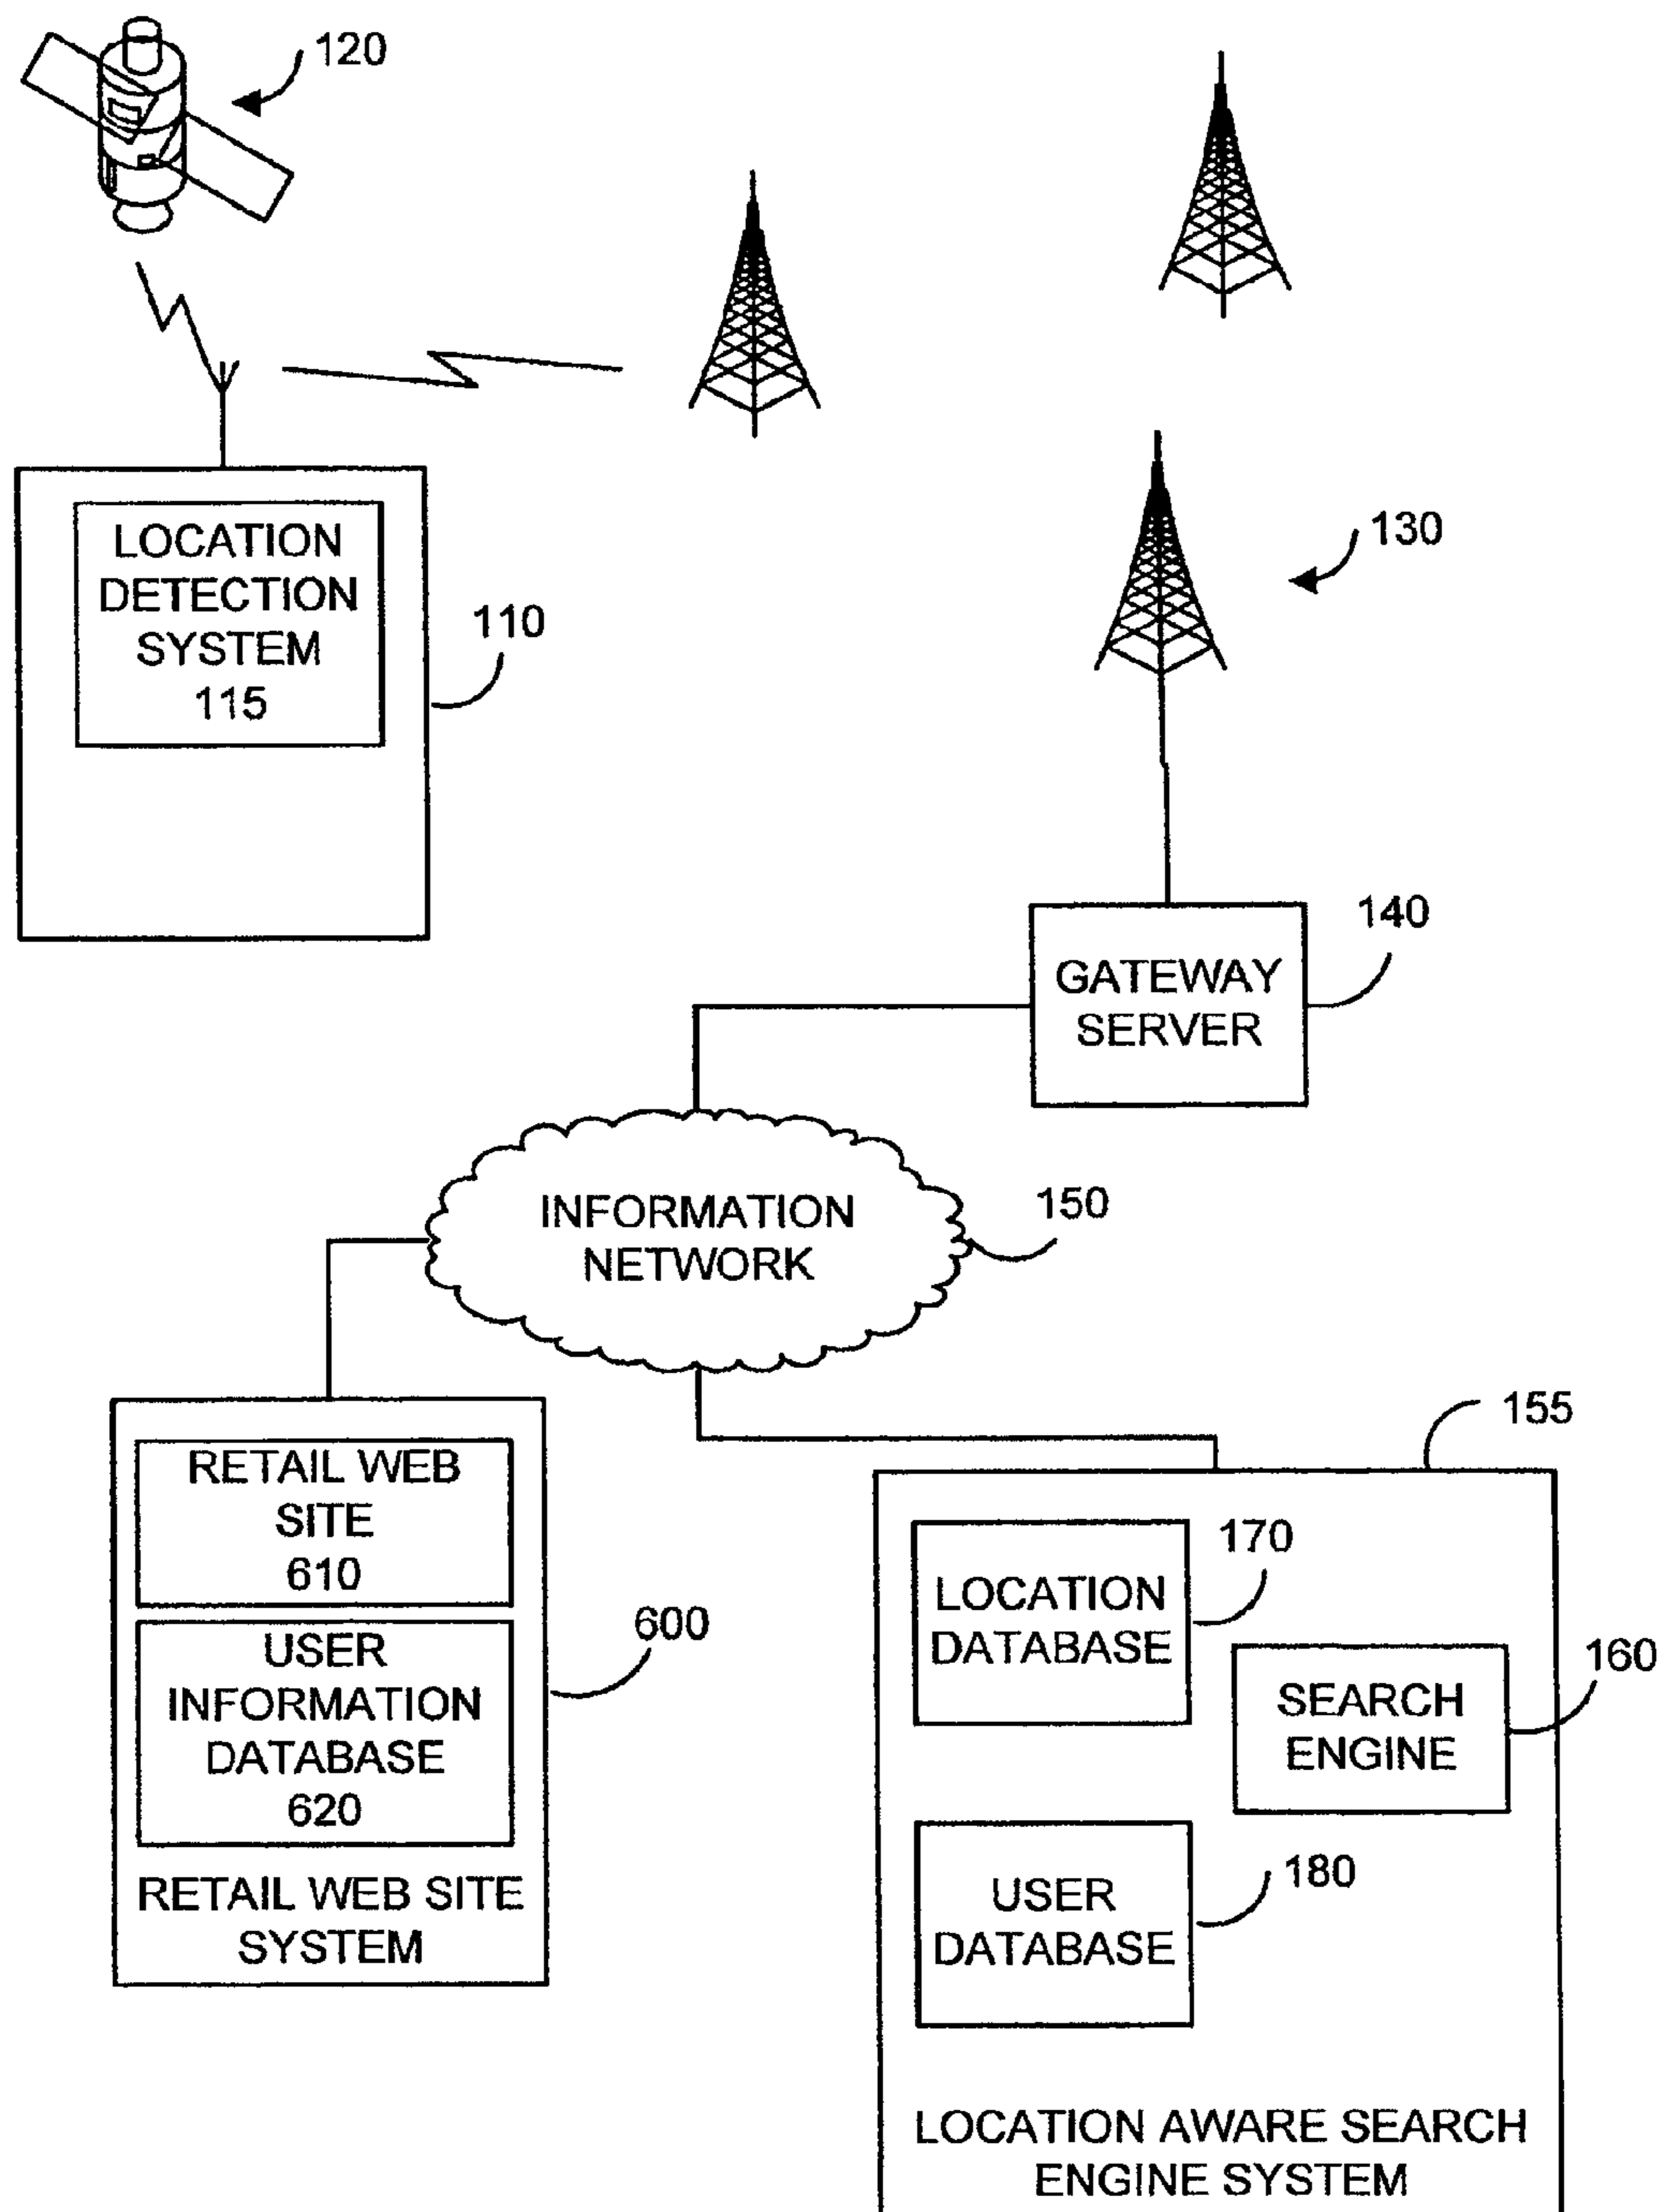 120
LOCATION
DETECTION
SYSTEM
115
110
130
140
GATEWAY
SERVER
INFORMATION
NETWORK
150
RETAIL WEB
SITE
610
USER
INFORMATION
DATABASE
620
RETAIL WEB SITE
SYSTEM
600
155
170
LOCATION
DATABASE
160
SEARCH
ENGINE
180
USER
DATABASE
LOCATION AWARE SEARCH
ENGINE SYSTEM